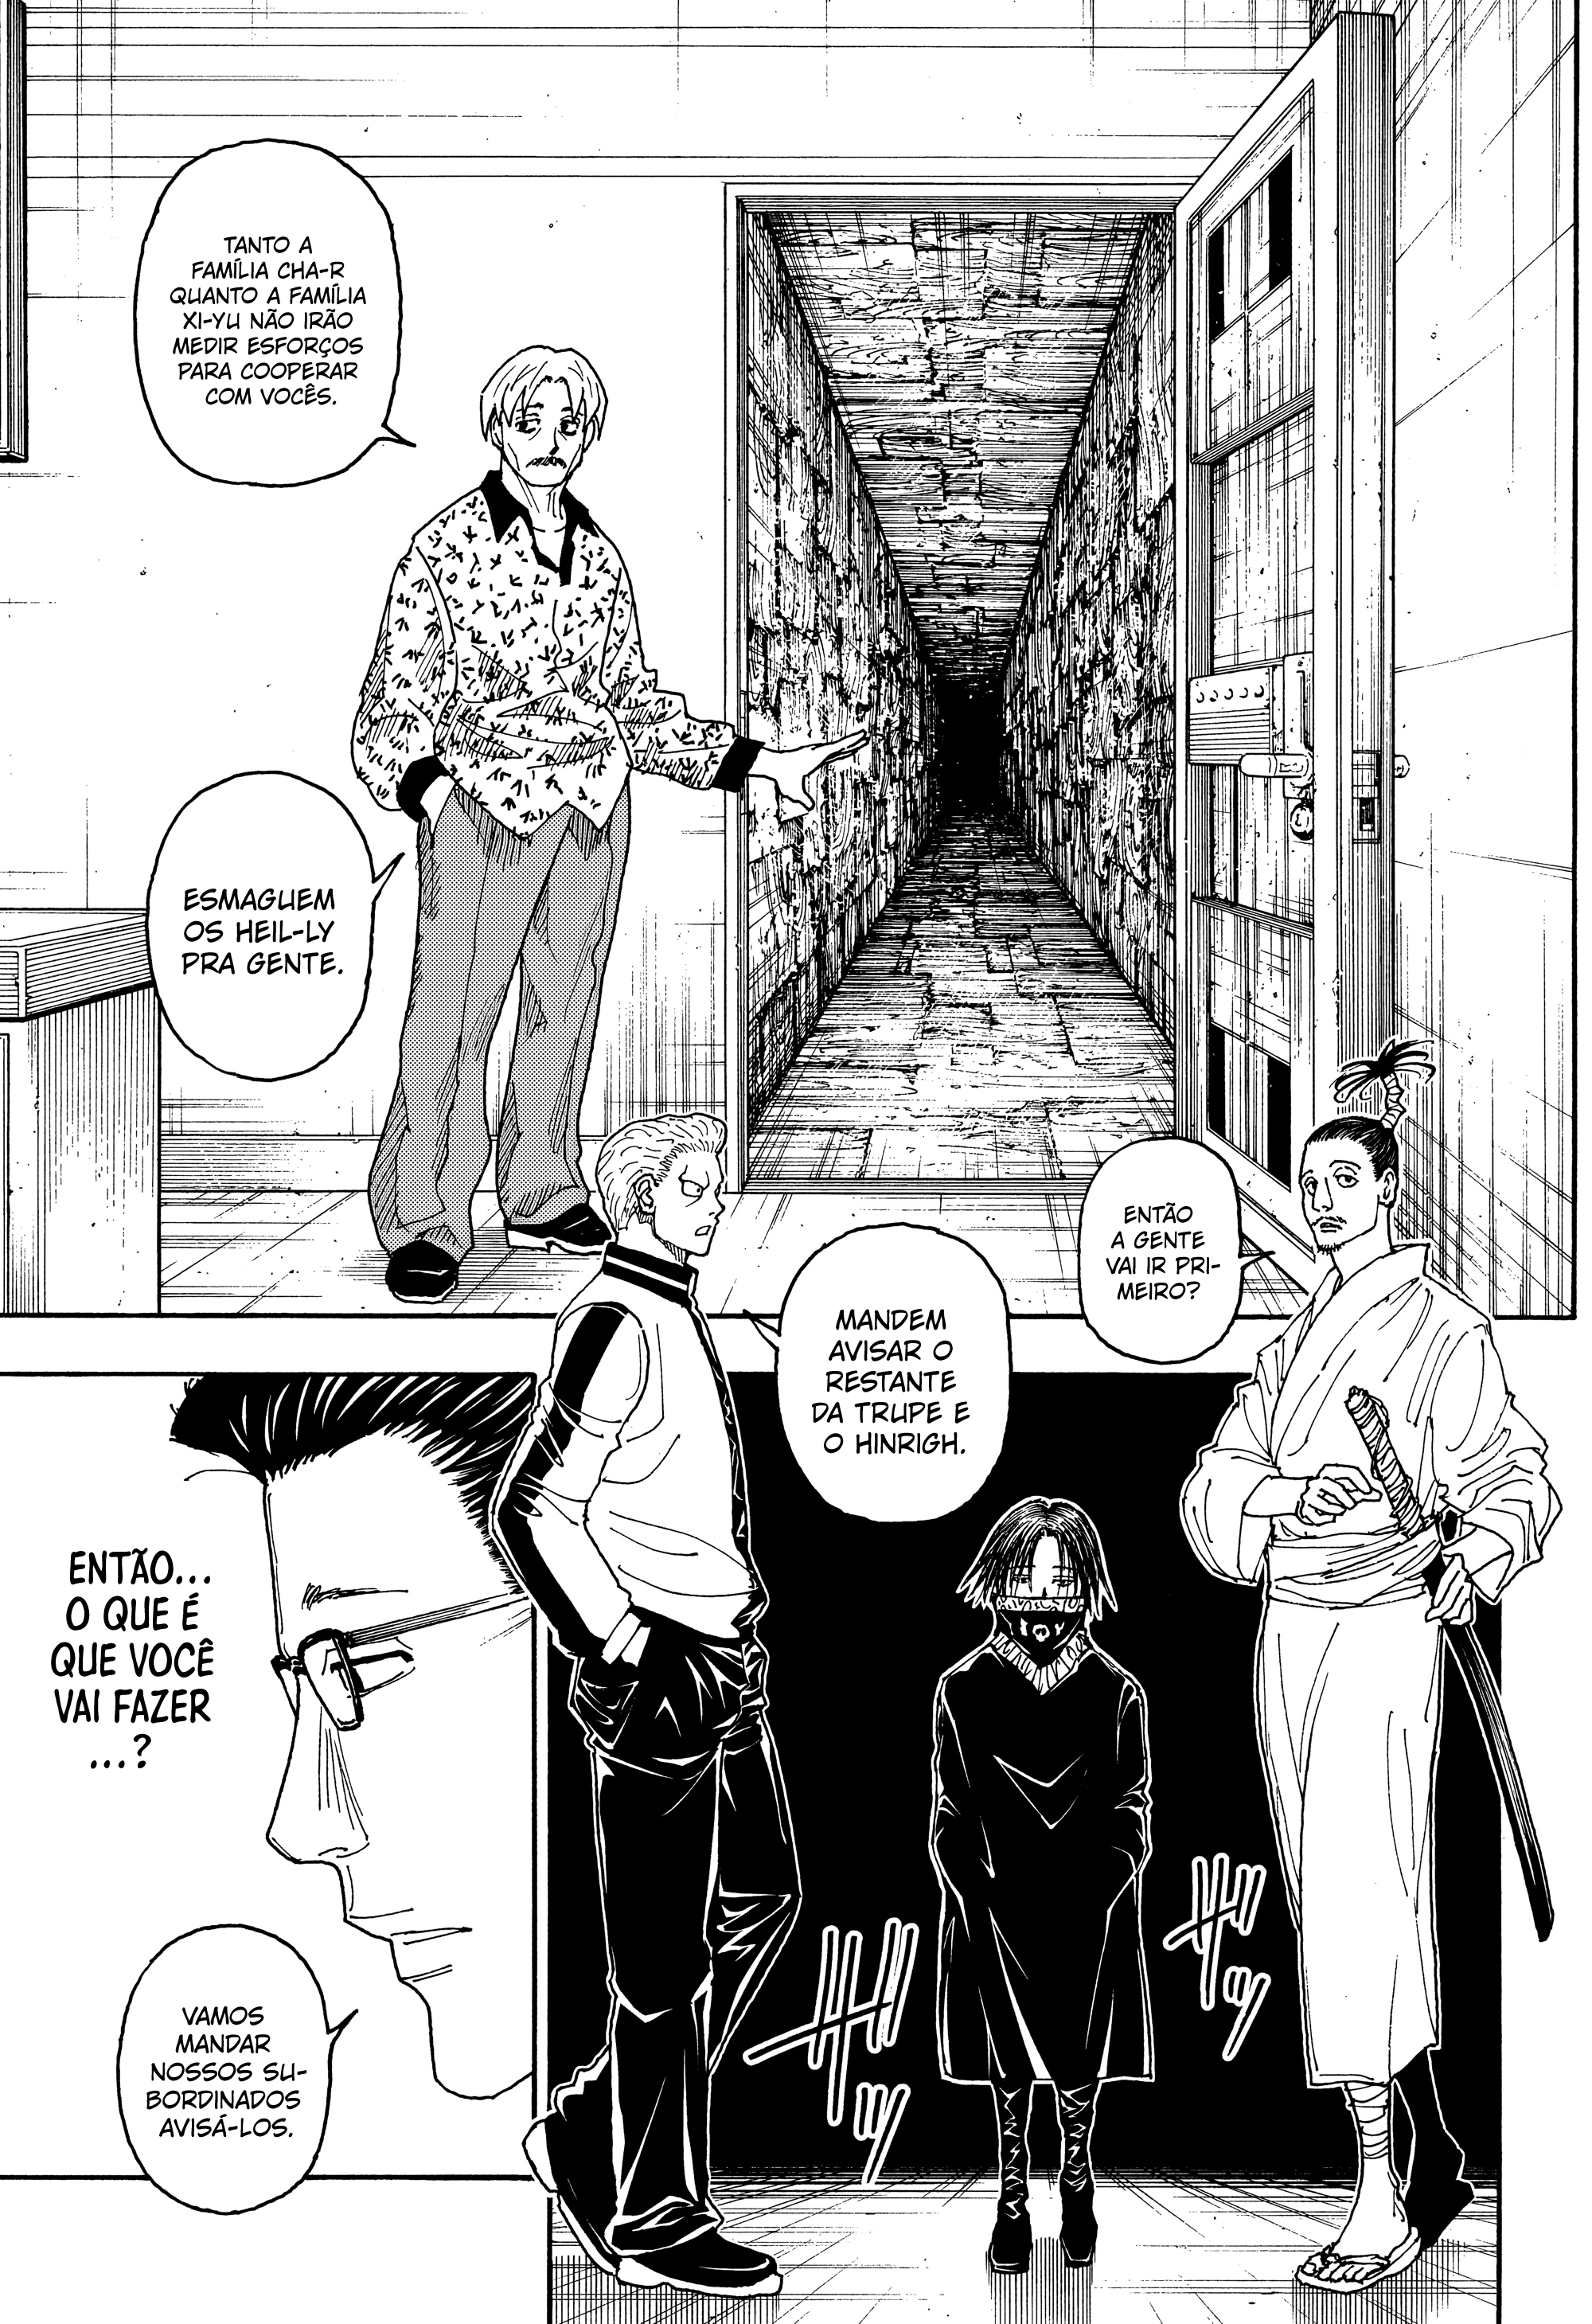 TANTO A
FAMÍLIA CHA-R
QUANTO A FAMÍLIA
XI-YU NÃO IRÃO
MEDIR ESFORÇOS
PARA COOPERAR
COM VOCÊS.
ESMAGUEM
OS HEIL-LY
PRA GENTE.
ENTÃO
A GENTE
VAI IR PRI-
MEIRO?
MANDEM
AVISAR O
RESTANTE
DA TRUPE E
O HINRIGH.
ENTÃO...
O QUE É
QUE VOCÊ
VAI FAZER
...?
VAMOS
MANDAR
NOSSOS SU-
BORDINADOS
AVISÁ-LOS.